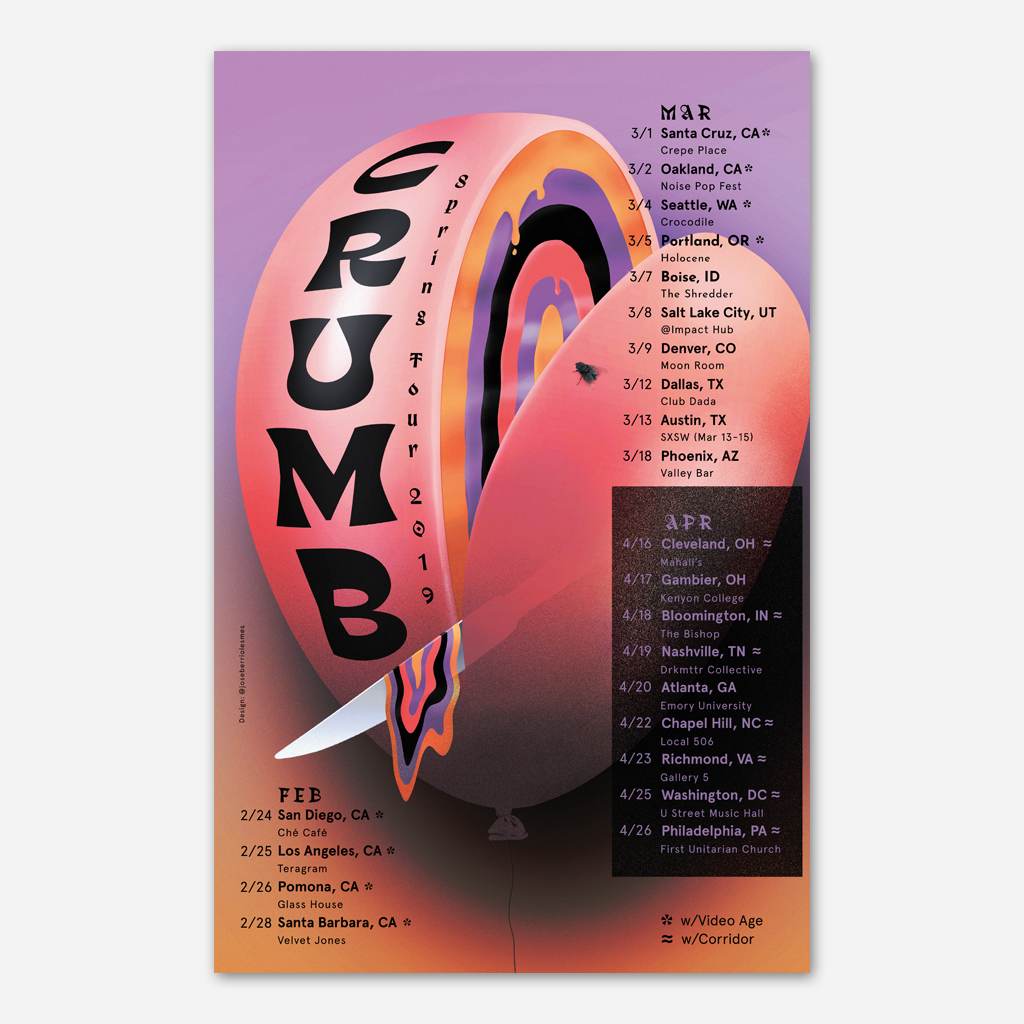 CRUMB
Spring Tour 2019
MAR
3/1 Santa Cruz, CA *
Crepe Place
3/2 Oakland, CA *
Noise Pop Fest
3/4 Seattle, WA *
Crocodile
3/5 Portland, OR *
Holocene
3/7 Boise, ID
The Shredder
3/8 Salt Lake City, UT
@Impact Hub
3/9 Denver, CO
Moon Room
3/12 Dallas, TX
Club Dada
3/13 Austin, TX
SXSW (Mar 13-15)
3/18 Phoenix, AZ
Valley Bar
APR
4/16 Cleveland, OH ≈
Mahall's
4/17 Gambier, OH
Kenyon College
4/18 Bloomington, IN ≈
The Bishop
4/19 Nashville, TN ≈
Drkmttr Collective
4/20 Atlanta, GA
Emory University
4/22 Chapel Hill, NC ≈
Local 506
4/23 Richmond, VA ≈
Gallery 5
4/25 Washington, DC ≈
U Street Music Hall
4/26 Philadelphia, PA ≈
First Unitarian Church
Design: @joseberriolesmes
FEB
2/24 San Diego, CA *
Ché Café
2/25 Los Angeles, CA *
Teragram
2/26 Pomona, CA *
Glass House
2/28 Santa Barbara, CA *
Velvet Jones
* w/Video Age
≈ w/Corridor